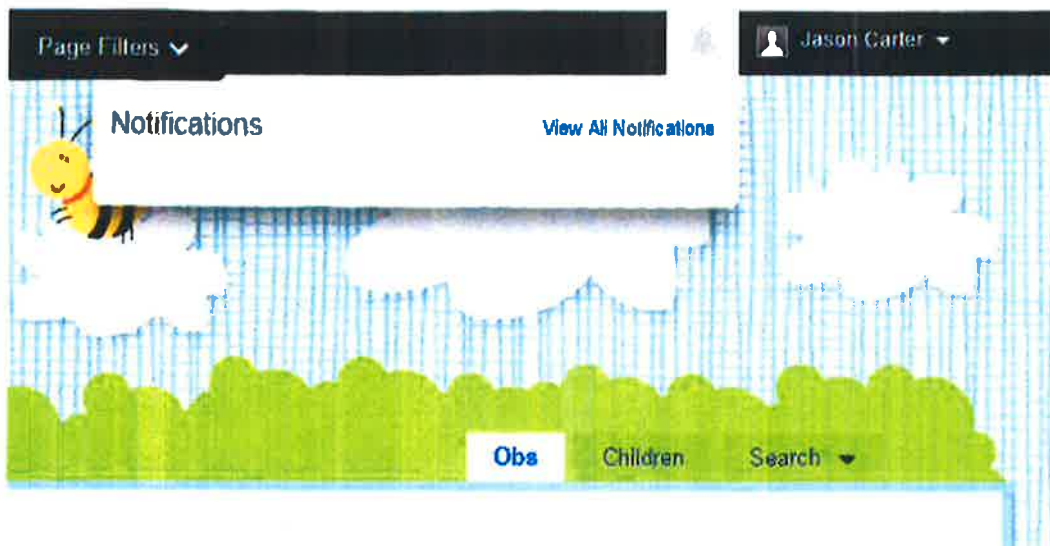 Page Filters
Jason Carter
Notifications
View All Notifications
Obs
Children
Search